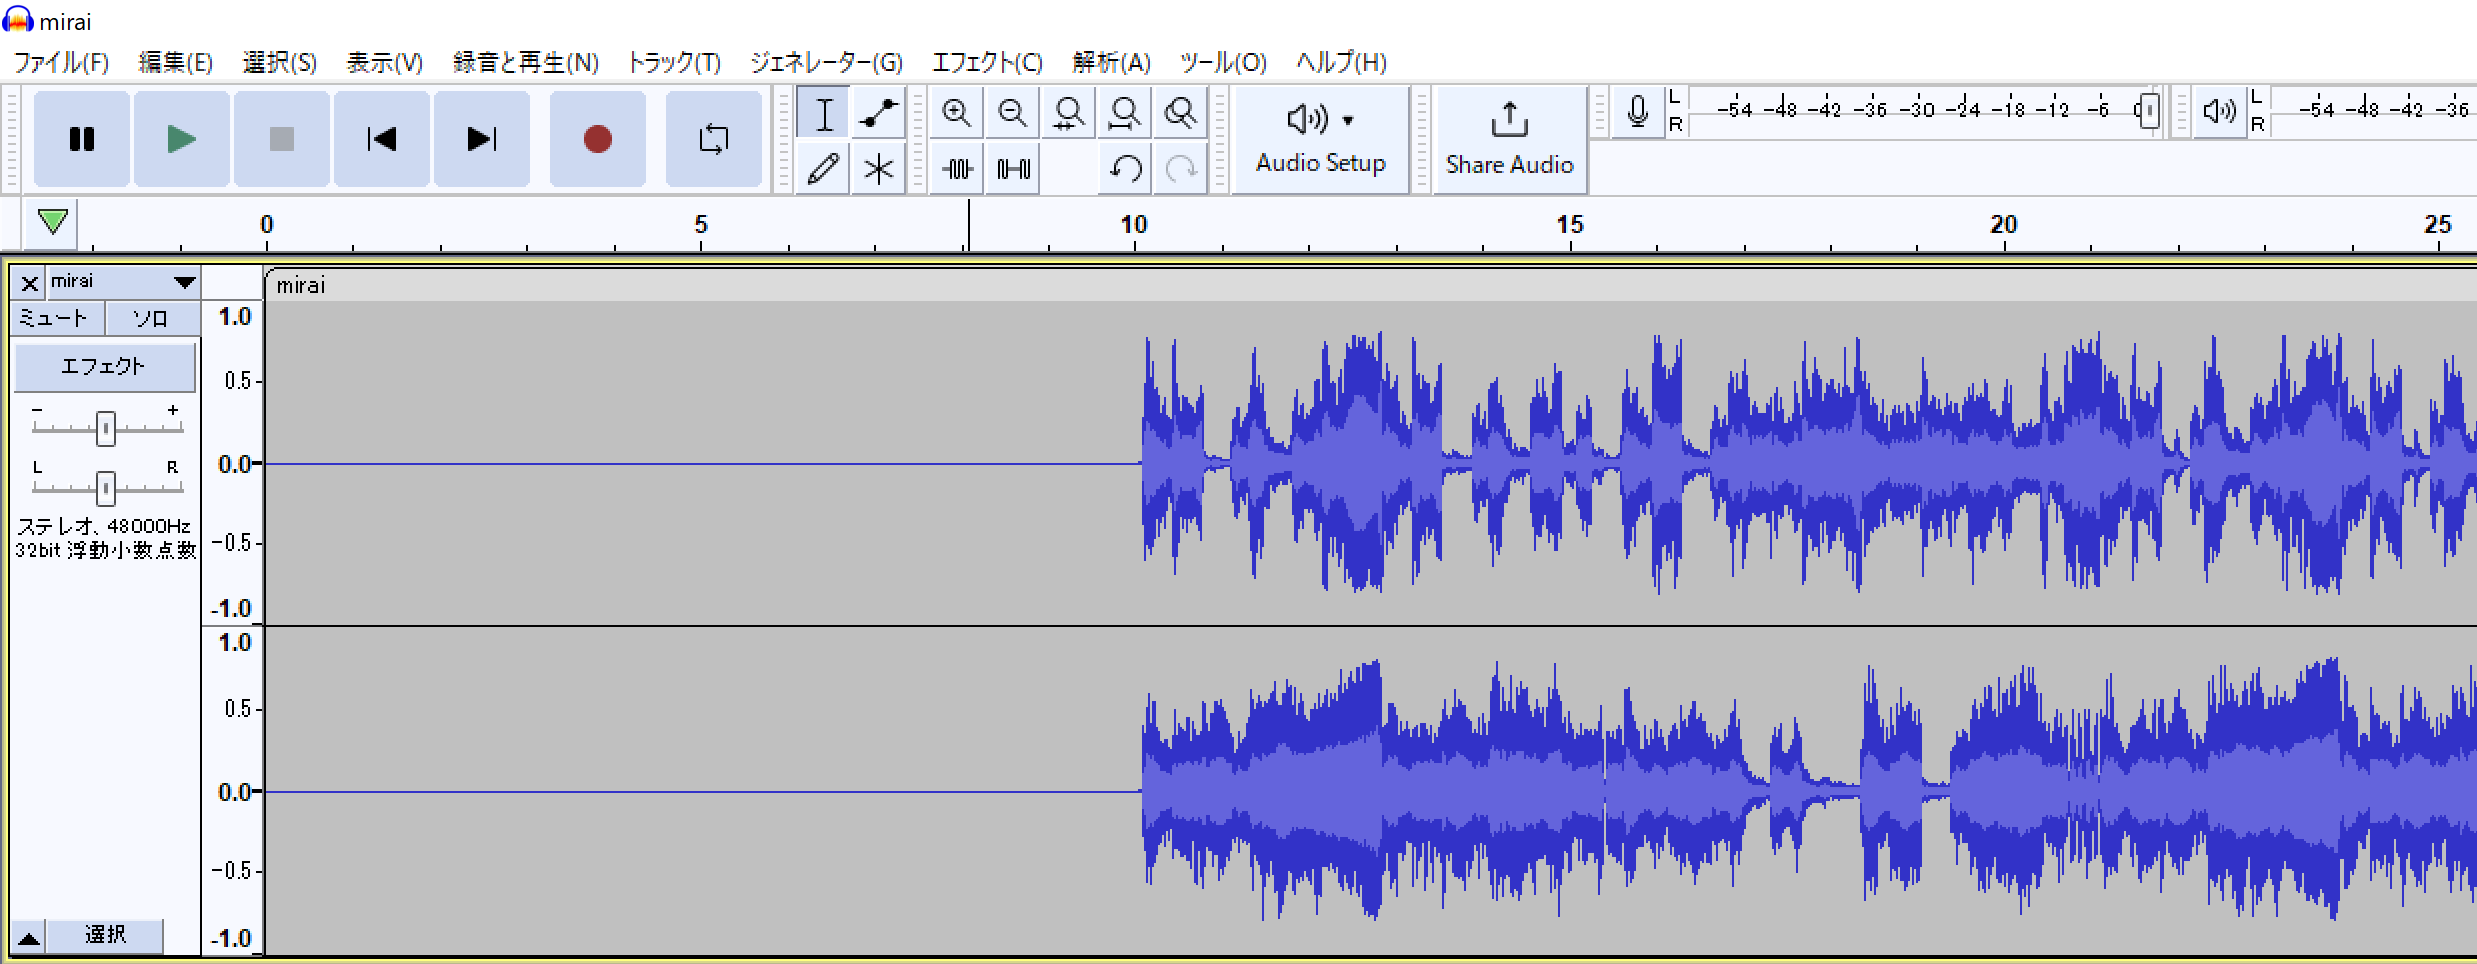 mirai
ファイル(F) 編集(E) 選択(S) 表示(V) 録音と再生(N) トラック(T) ジェネレーター(G) エフェクト(C) 解析(A) ツール(O) ヘルプ(H)
Audio Setup
Share Audio
L
R
-54 -48 -42 -36 -30 -24 -18 -12 -6
L
R
-54 -48 -42 -36
0 5 10 15 20 25
mirai
mirai
ミュート ソロ
エフェクト
- +
L R
ステレオ、48000Hz
32bit 浮動小数点数
選択
1.0
0.5
0.0
-0.5
-1.0
1.0
0.5
0.0
-0.5
-1.0